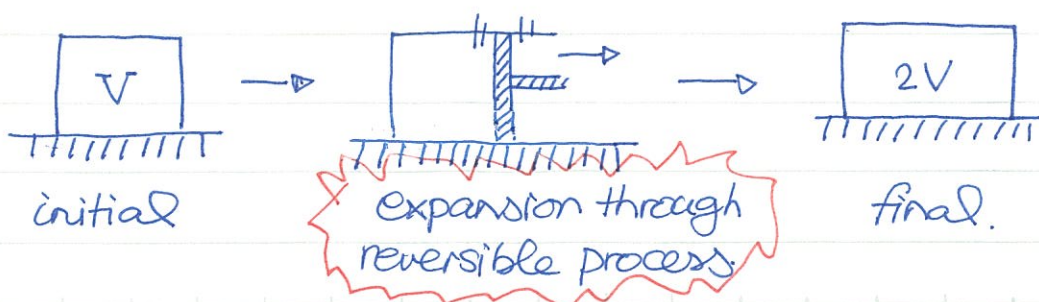 V
2V
initial
expansion through
reversible process.
final.